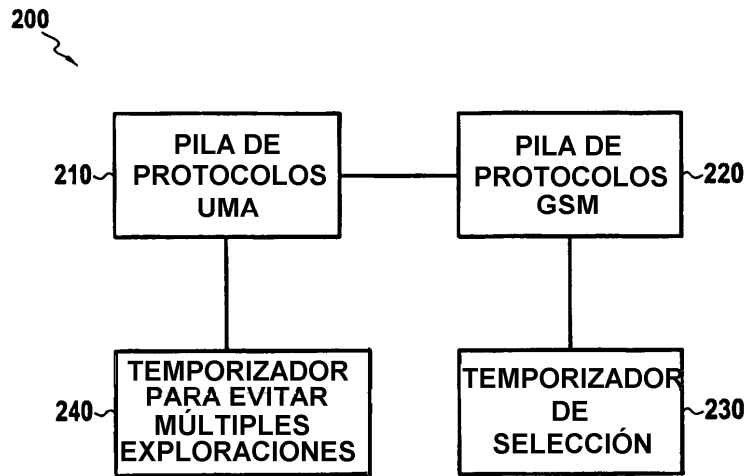 200
210
PILA DE
PROTOCOLOS
UMA
PILA DE
PROTOCOLOS
GSM
220
240
TEMPORIZADOR
PARA EVITAR
MÚLTIPLES
EXPLORACIONES
TEMPORIZADOR
DE
SELECCIÓN
230